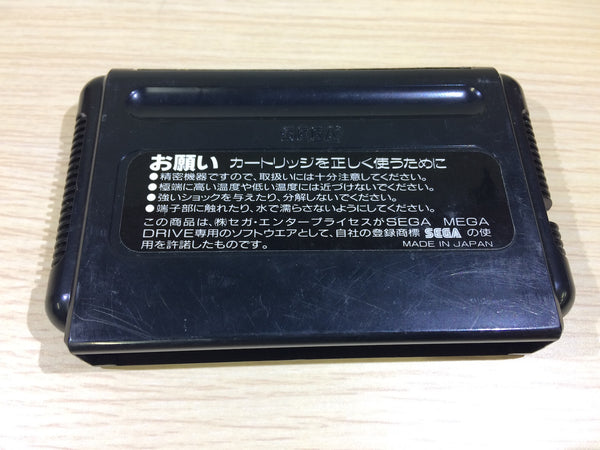 お願い カートリッジを正しく使うために
●精密機器ですので、取扱いには十分注意してください。
●極端に高い温度や低い温度には近づけないでください。
●強いショックを与えたり、分解しないでください。
●端子部に触れたり、水で濡らさないようにしてください。
この商品は、㈱セガ・エンタープライゼスがSEGA MEGA
DRIVE専用のソフトウエアとして、自社の登録商標 SEGA の使
用を許諾したものです。
MADE IN JAPAN